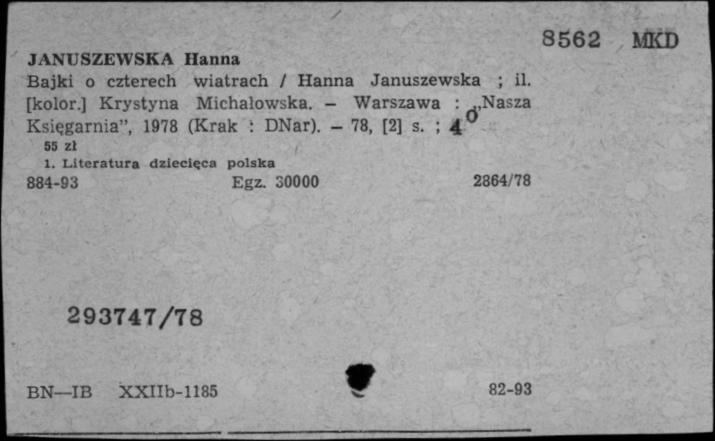 8562 MKD
JANUSZEWSKA Hanna
Bajki o czterech wiatrach / Hanna Januszewska ; il.
[kolor.] Krystyna Michałowska. — Warszawa : „Nasza
Księgarnia”, 1978 (Krak : DNar). — 78, [2] s. ; 4⁰
55 zł
1. Literatura dziecięca polska
884-93 Egz. 30000 2864/78
293747/78
BN—IB XXIIb-1185 82-93